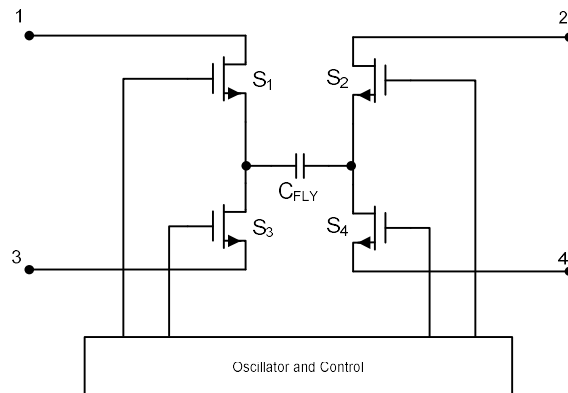 1
2
S1
S2
CFLY
S3
S4
3
4
Oscillator and Control